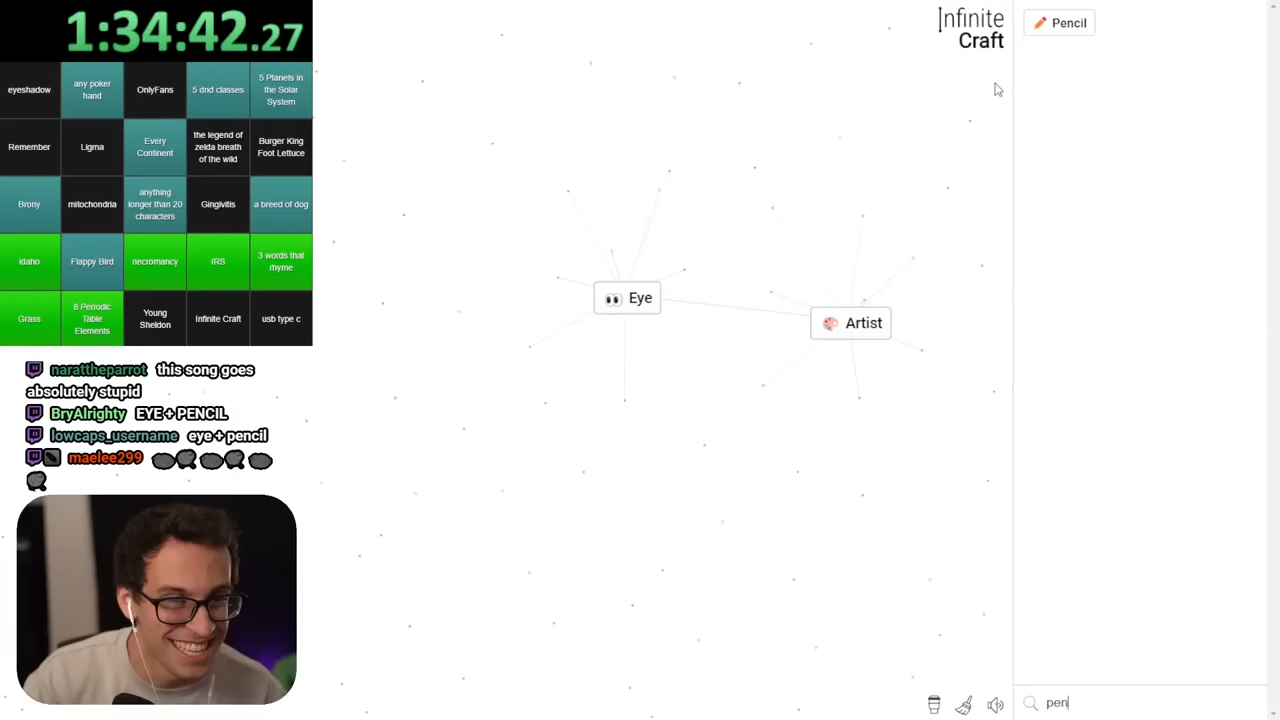 1:34:42.27
Infinite
Craft
Pencil
eyeshadow
any poker
hand
OnlyFans
5 dnd classes
5 Planets in
the Solar
System
Remember
Ligma
Every
Continent
the legend of
zelda breath
of the wild
Burger King
Foot Lettuce
Brony
mitochondria
anything
longer than 20
characters
Gingivitis
a breed of dog
idaho
Flappy Bird
necromancy
IRS
3 words that
rhyme
Grass
8 Periodic
Table
Elements
Young
Sheldon
Infinite Craft
usb type c
Eye
Artist
narattheparrot this song goes
absolutely stupid
BryAlrighty EYE + PENCIL
lowcaps_username eye + pencil
maelee299
pen